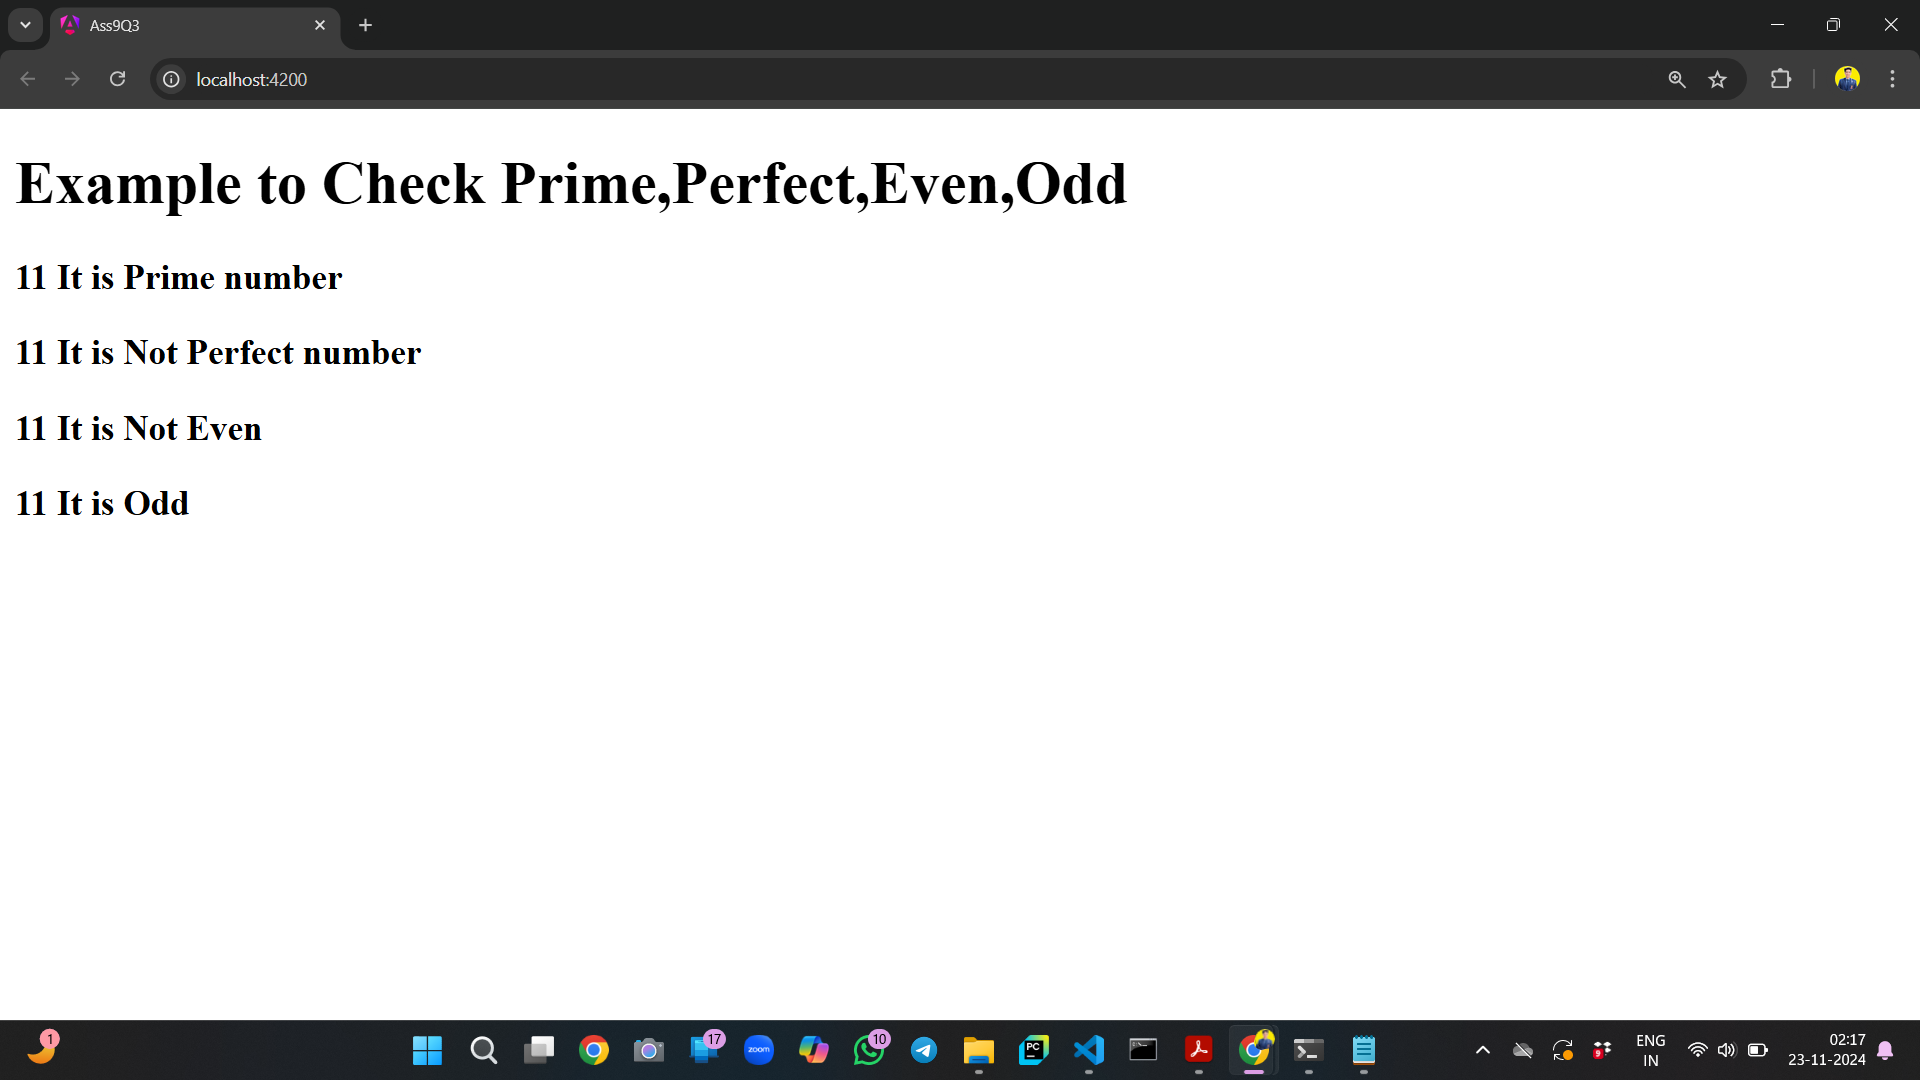 Ass9Q3
localhost:4200
Example to Check Prime,Perfect,Even,Odd
11 It is Prime number
11 It is Not Perfect number
11 It is Not Even
11 It is Odd
1
17
zoom
10
PC
9
ENG
IN
02:17
23-11-2024